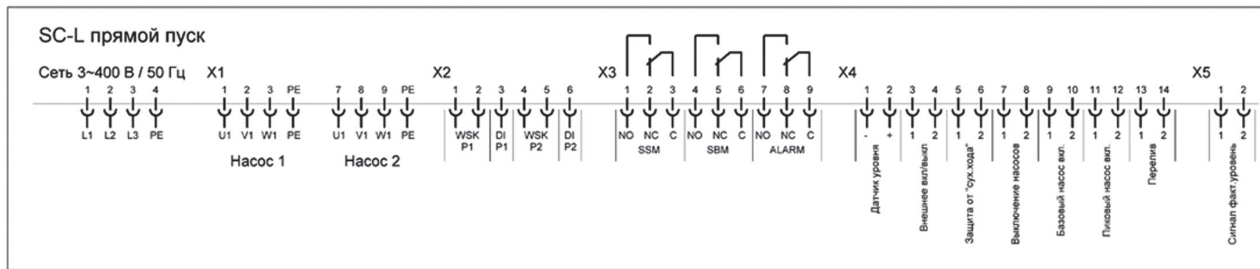 SC-L прямой пуск
Сеть 3~400 В / 50 Гц X1 X2 X3 X4 X5
1 2 3 4 1 2 3 PE 7 8 9 PE 1 2 3 4 5 6 1 2 3 4 5 6 7 8 9 1 2 3 4 5 6 7 8 9 10 11 12 13 14 1 2
L1 L2 L3 PE U1 V1 W1 PE U1 V1 W1 PE WSK DI WSK DI NO NC C NO NC C NO NC C - + 1 2 1 2 1 2 1 2 1 2 1 2 1 2
P1 P1 P2 P2 SSM SBM ALARM
Насос 1 Насос 2
Датчик уровня
Внешнее вкл/выкл
Защита от "сух.хода"
Выключение насосов
Базовый насос вкл.
Пиковый насос вкл.
Перелив
Сигнал факт.уровень